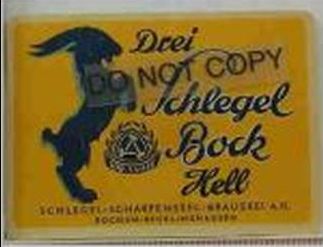 Drei
DO NOT COPY
Schlegel
Bock
Hell
SCHLEGEL-SCHARPENSEEL-BRAUEREI A.G.
BOCHUM-RECKLINGHAUSEN